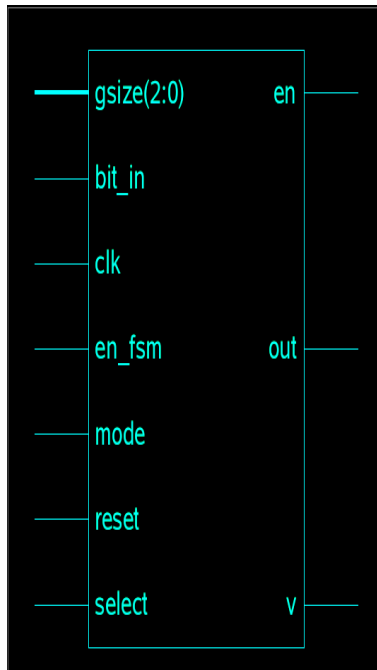 gsize(2:0) en
bit_in
clk
en_fsm out
mode
reset
select v